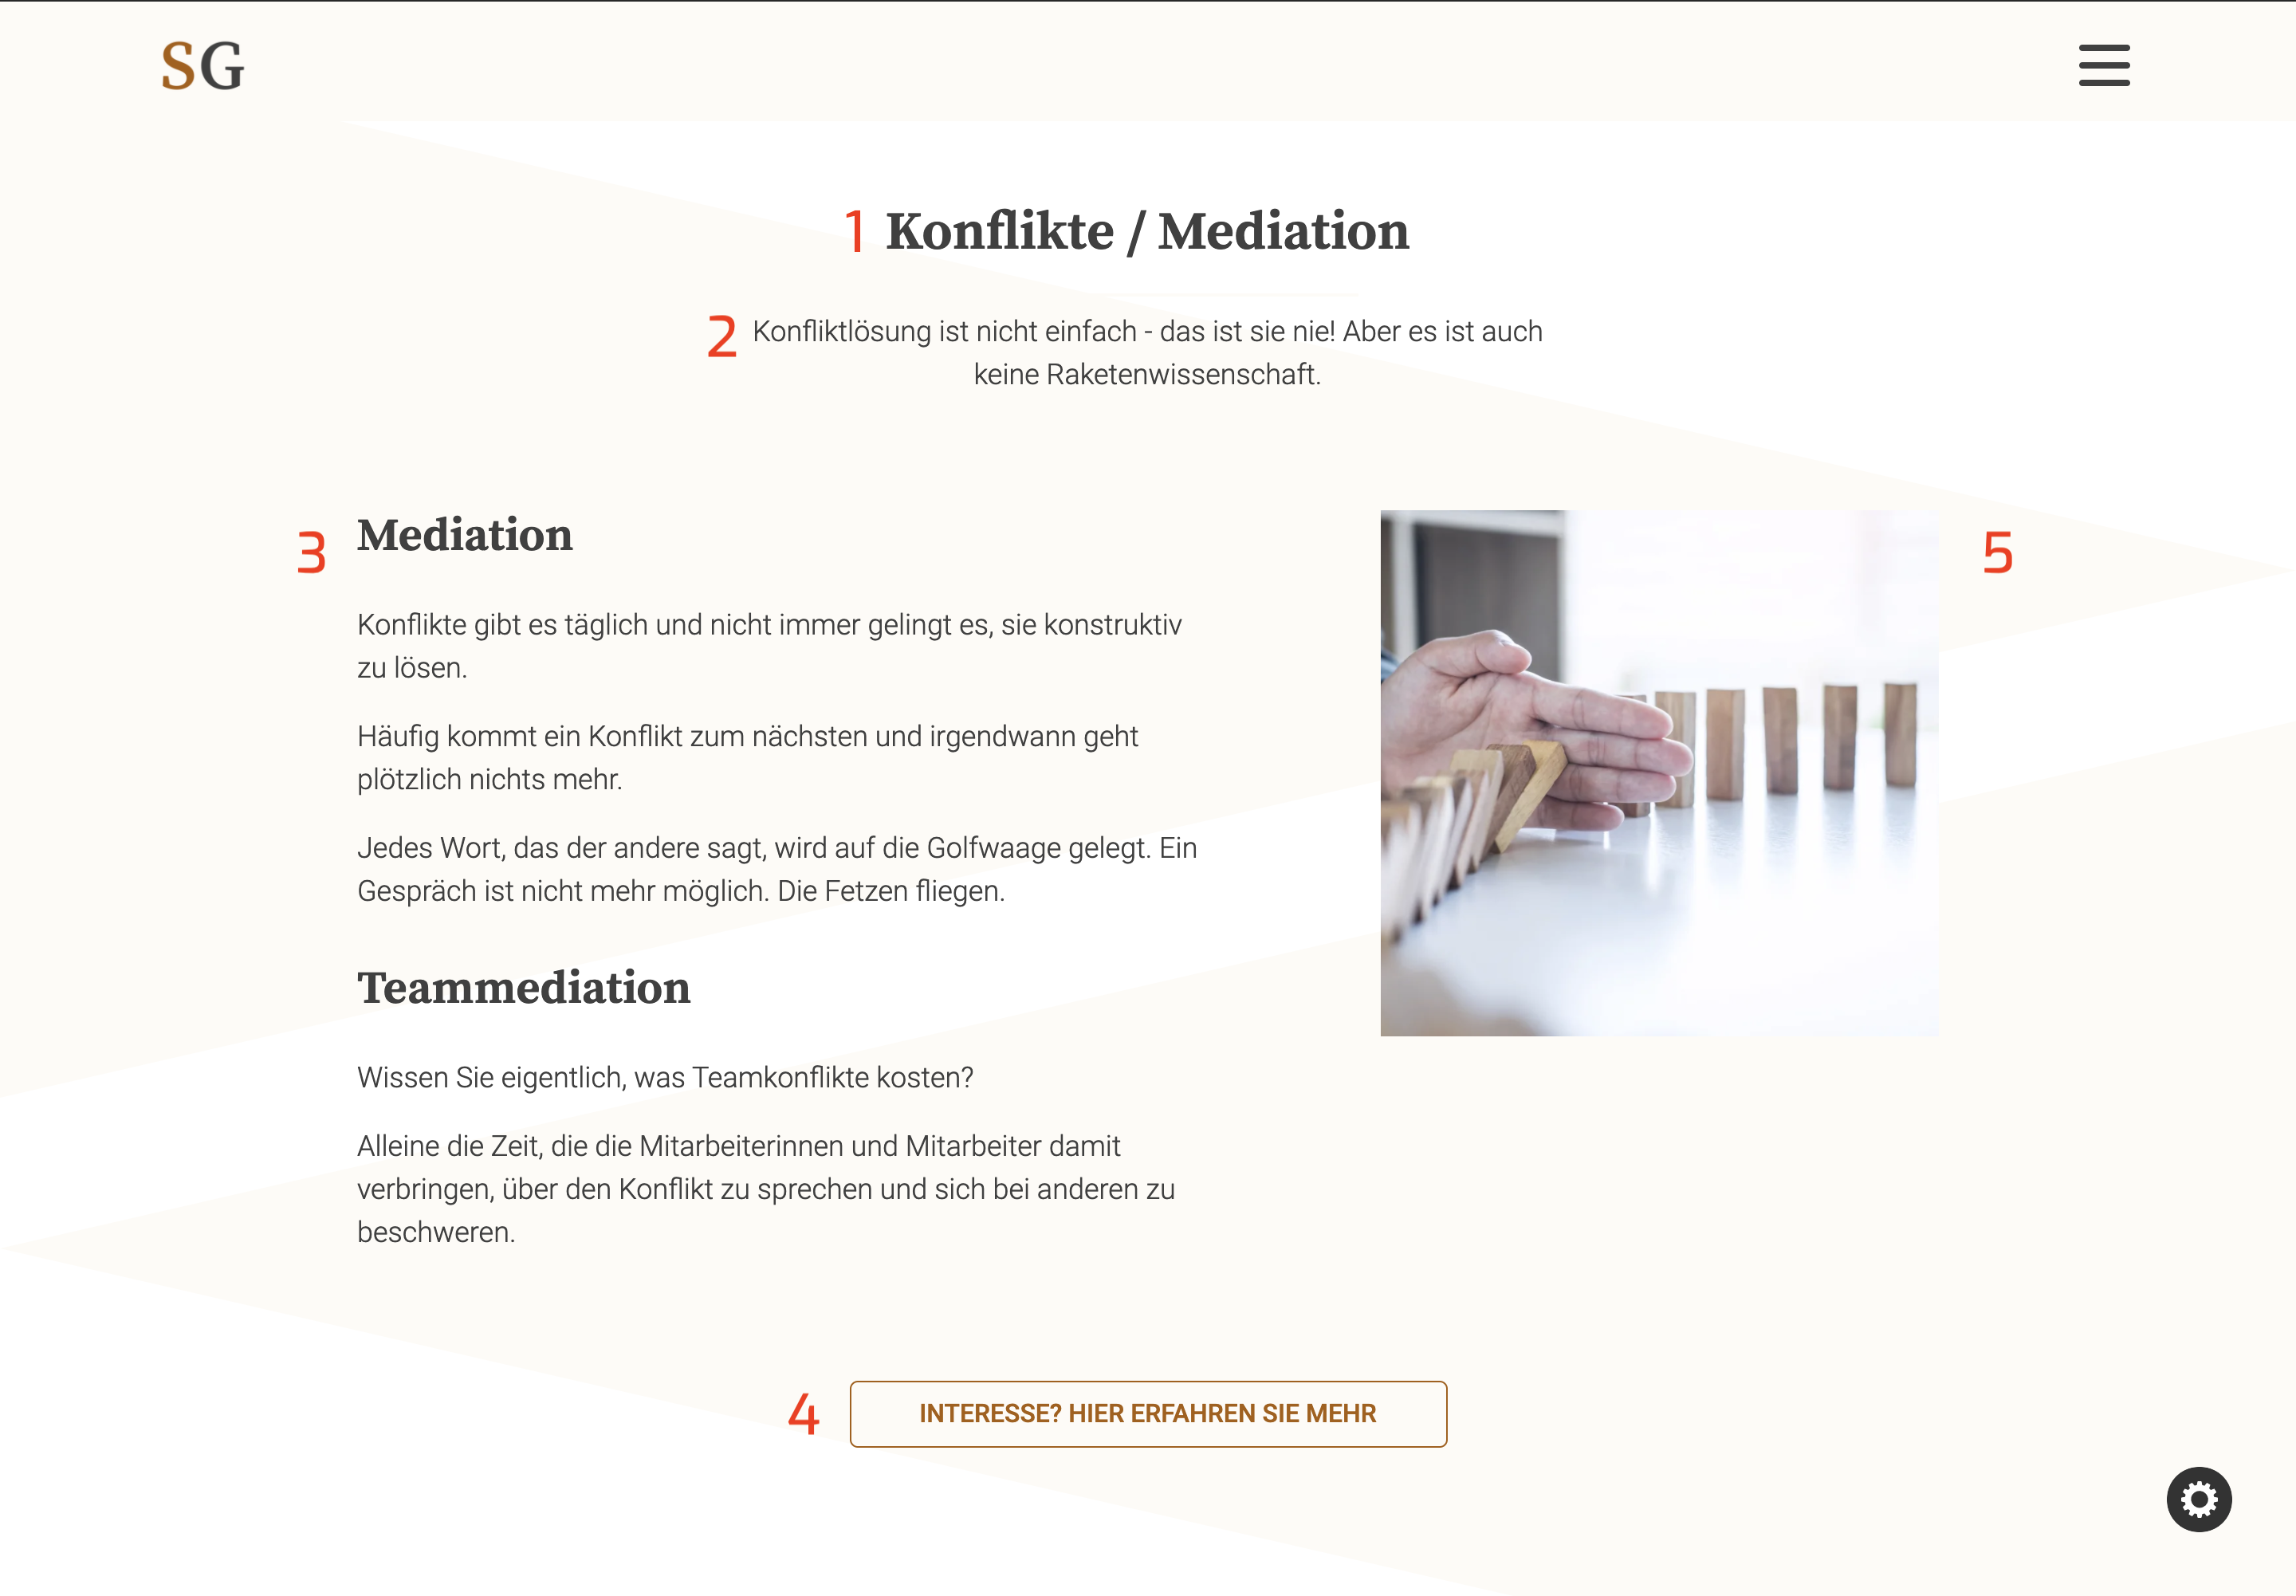 SG
1 Konflikte / Mediation
2 Konfliktlösung ist nicht einfach - das ist sie nie! Aber es ist auch
keine Raketenwissenschaft.
3 Mediation
Konflikte gibt es täglich und nicht immer gelingt es, sie konstruktiv
zu lösen.
Häufig kommt ein Konflikt zum nächsten und irgendwann geht
plötzlich nichts mehr.
Jedes Wort, das der andere sagt, wird auf die Golfwaage gelegt. Ein
Gespräch ist nicht mehr möglich. Die Fetzen fliegen.
Teammediation
Wissen Sie eigentlich, was Teamkonflikte kosten?
Alleine die Zeit, die die Mitarbeiterinnen und Mitarbeiter damit
verbringen, über den Konflikt zu sprechen und sich bei anderen zu
beschweren.
5
4 INTERESSE? HIER ERFAHREN SIE MEHR